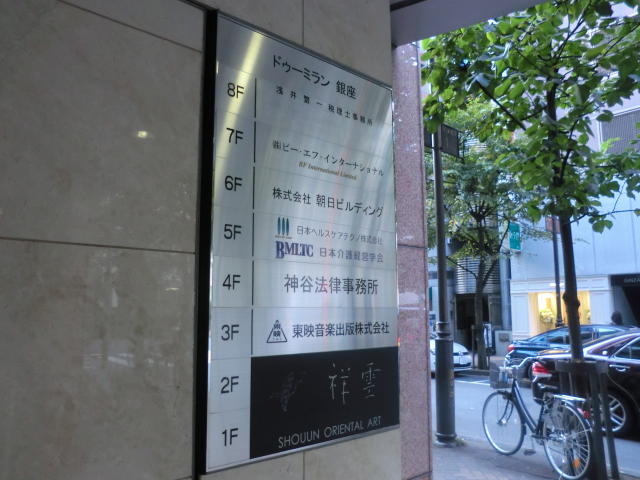 8F
ドゥーミラン 銀座
浅井繁一税理士事務所
7F
㈱ビー・エフ・インターナショナル
BF International Limited
6F
株式会社 朝日ビルディング
5F
日本ヘルスケアテクノ株式会社
BMLTC 日本介護経営学会
4F
神谷法律事務所
3F
東映 東映音楽出版株式会社
2F
祥雲
1F
SHOUUN ORIENTAL ART